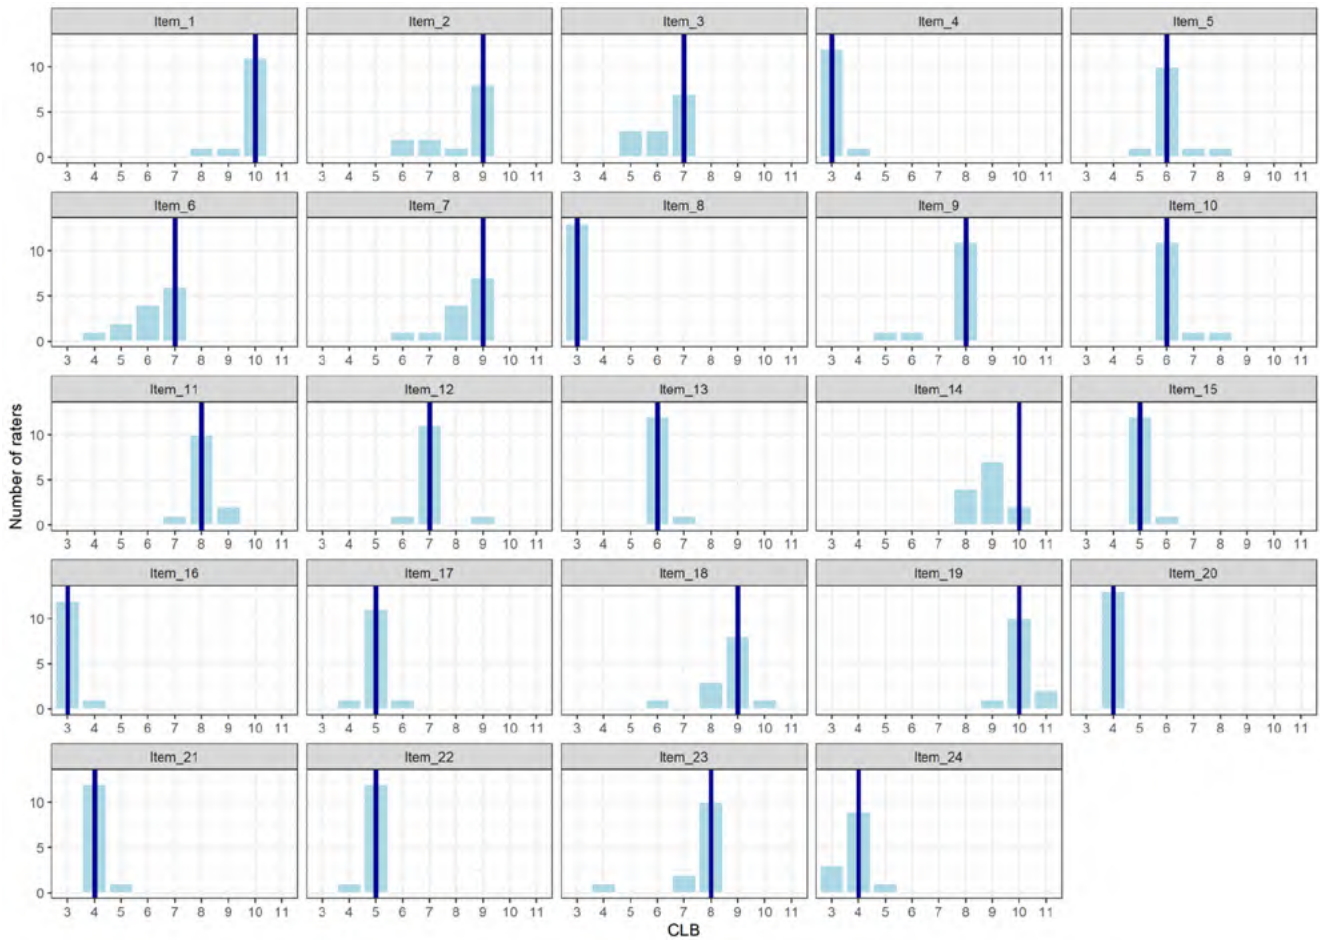 Item_1 Item_2 Item_3 Item_4 Item_5
10
5
0
3 4 5 6 7 8 9 10 11 3 4 5 6 7 8 9 10 11 3 4 5 6 7 8 9 10 11 3 4 5 6 7 8 9 10 11 3 4 5 6 7 8 9 10 11
Item_6 Item_7 Item_8 Item_9 Item_10
10
5
0
3 4 5 6 7 8 9 10 11 3 4 5 6 7 8 9 10 11 3 4 5 6 7 8 9 10 11 3 4 5 6 7 8 9 10 11 3 4 5 6 7 8 9 10 11
Item_11 Item_12 Item_13 Item_14 Item_15
Number of raters
10
5
0
3 4 5 6 7 8 9 10 11 3 4 5 6 7 8 9 10 11 3 4 5 6 7 8 9 10 11 3 4 5 6 7 8 9 10 11 3 4 5 6 7 8 9 10 11
Item_16 Item_17 Item_18 Item_19 Item_20
10
5
0
3 4 5 6 7 8 9 10 11 3 4 5 6 7 8 9 10 11 3 4 5 6 7 8 9 10 11 3 4 5 6 7 8 9 10 11 3 4 5 6 7 8 9 10 11
Item_21 Item_22 Item_23 Item_24
10
5
0
3 4 5 6 7 8 9 10 11 3 4 5 6 7 8 9 10 11 3 4 5 6 7 8 9 10 11 3 4 5 6 7 8 9 10 11
CLB